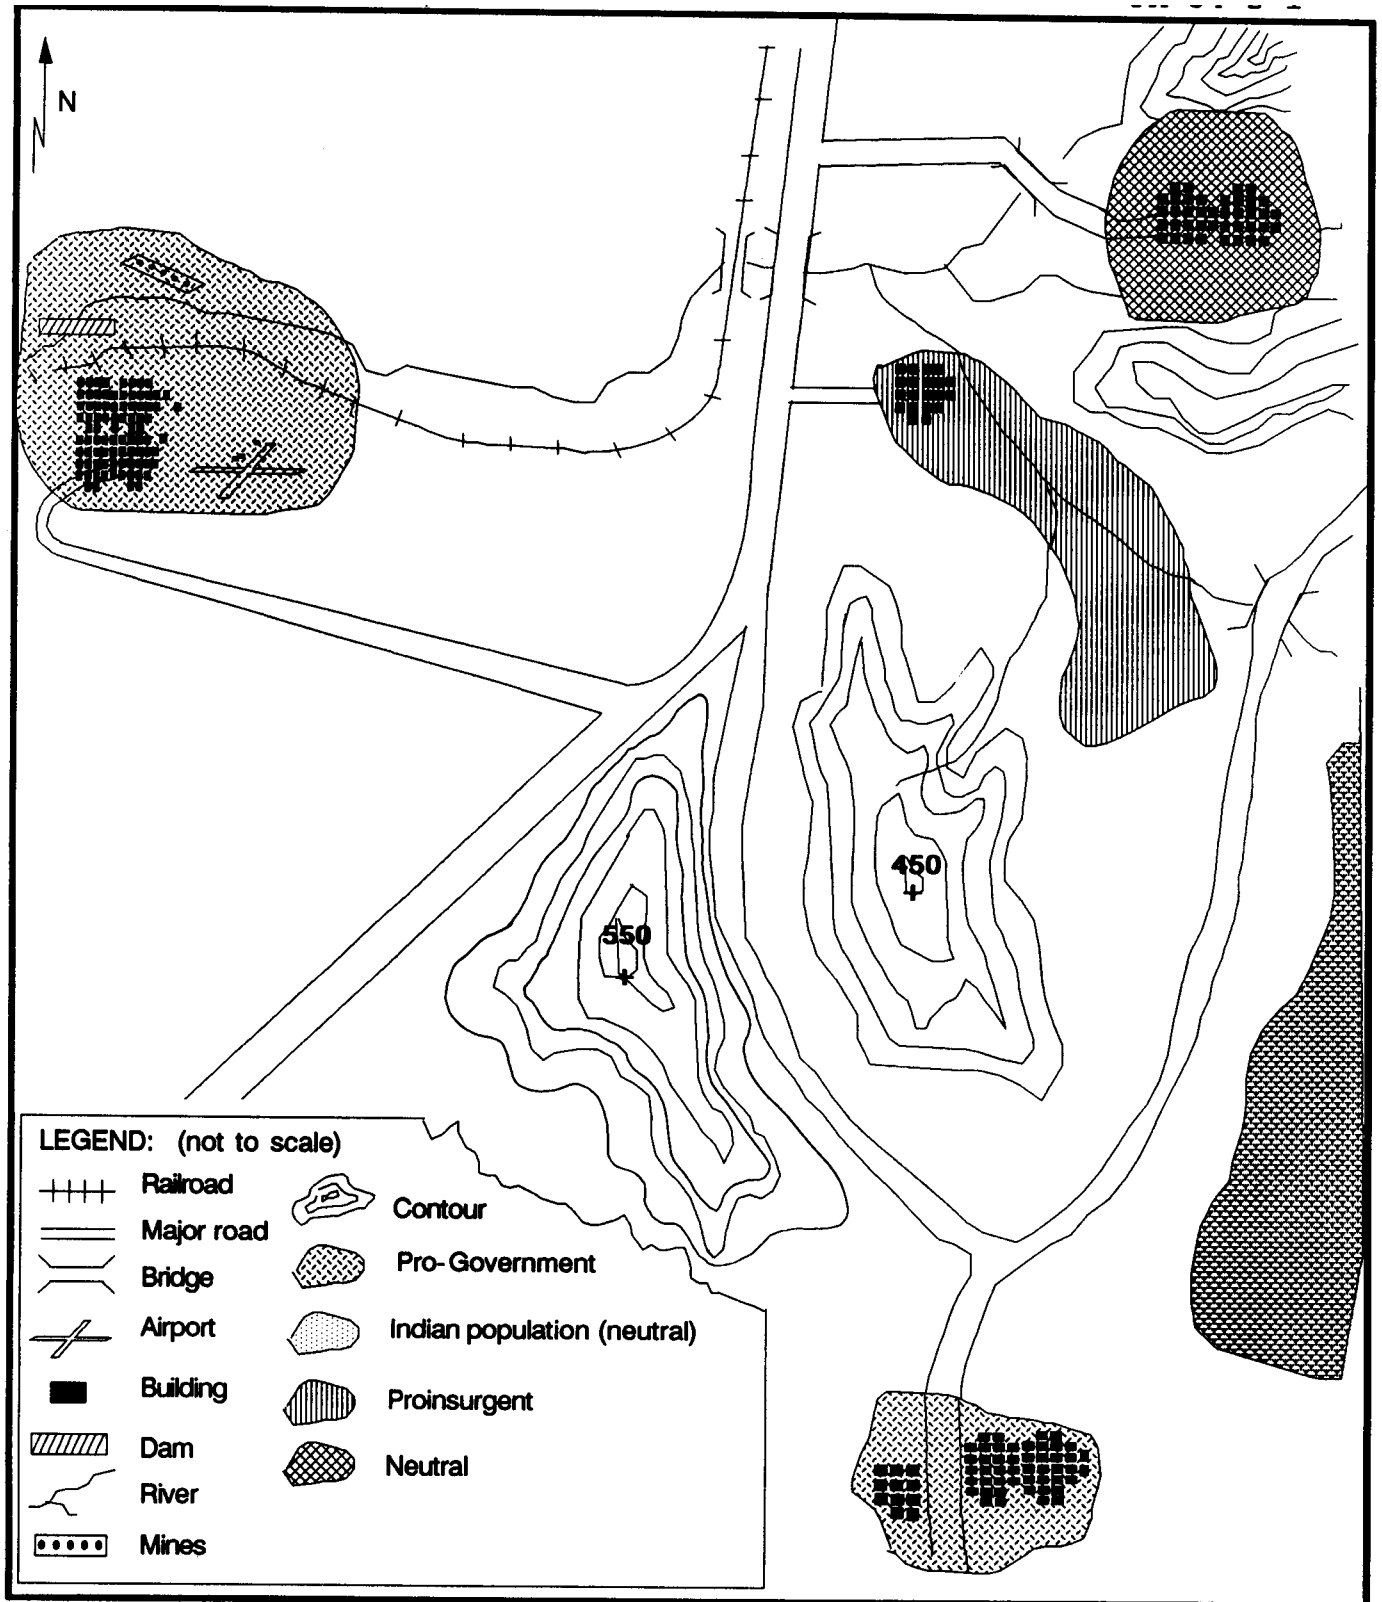 N
550
450
LEGEND: (not to scale)
Railroad
Major road
Bridge
Airport
Building
Dam
River
Mines
Contour
Pro-Government
Indian population (neutral)
Proinsurgent
Neutral